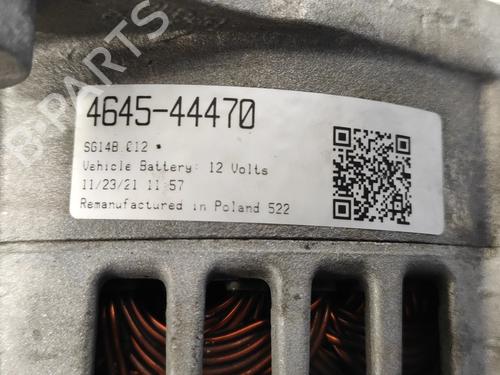 B-PARTS
4645-44470
SG14B.012 •
Vehicle Battery: 12 Volts
11/23/21 11:57
Remanufactured in Poland 522